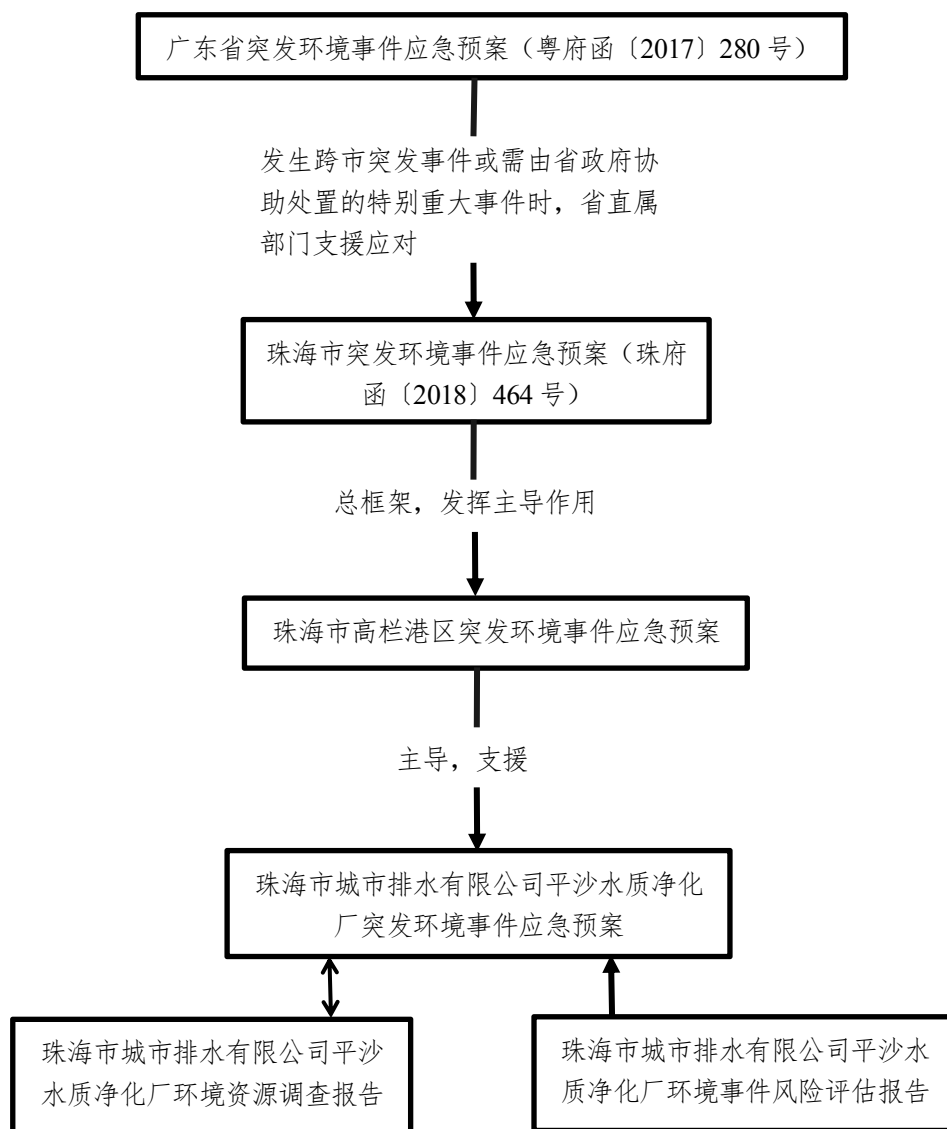 广东省突发环境事件应急预案（粤府函〔2017〕280 号）
发生跨市突发事件或需由省政府协
助处置的特别重大事件时，省直属
部门支援应对
珠海市突发环境事件应急预案（珠府
函〔2018〕464 号）
总框架，发挥主导作用
珠海市高栏港区突发环境事件应急预案
主导，支援
珠海市城市排水有限公司平沙水质净化
厂突发环境事件应急预案
珠海市城市排水有限公司平沙
水质净化厂环境资源调查报告
珠海市城市排水有限公司平沙水
质净化厂环境事件风险评估报告